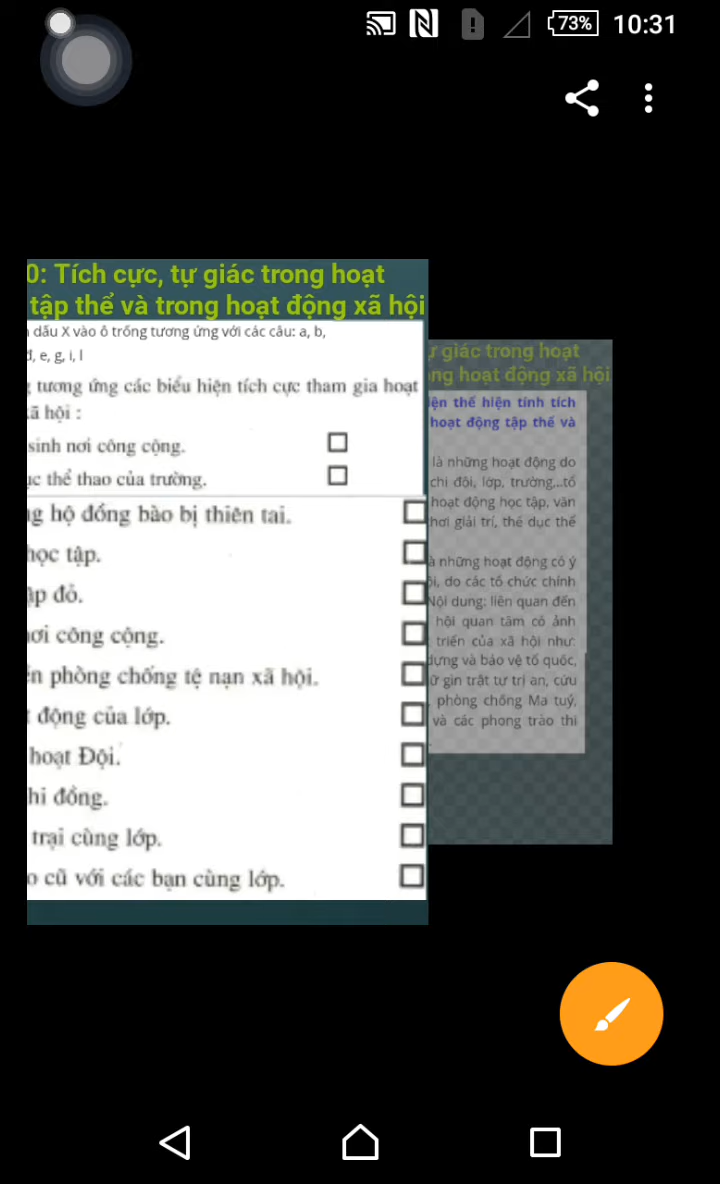 73% 10:31
0: Tích cực, tự giác trong hoạt
tập thể và trong hoạt động xã hội
dấu X vào ô trống tương ứng với các câu: a, b,
đ, e, g, i, l
tương ứng các biểu hiện tích cực tham gia hoạt
xã hội :
sinh nơi công cộng.
ục thể thao của trường.
ng hộ đồng bào bị thiên tai.
học tập.
ập đỏ.
nơi công cộng.
ên phòng chống tệ nạn xã hội.
động của lớp.
hoạt Đội.
hi đồng.
trại cùng lớp.
o cũ với các bạn cùng lớp.
ự giác trong hoạt
ong hoạt động xã hội
iện thể hiện tính tích
hoạt động tập thể và
là những hoạt động do
chi đội, lớp, trường...tổ
hoạt động học tập, văn
hơi giải trí, thể dục thể
à những hoạt động có ý
ội, do các tổ chức chính
Nội dung: liên quan đến
hội quan tâm có ảnh
triển của xã hội như:
dựng và bảo vệ tổ quốc,
ữ gìn trật tự trị an, cứu
phòng chống Ma tuý,
và các phong trào thi